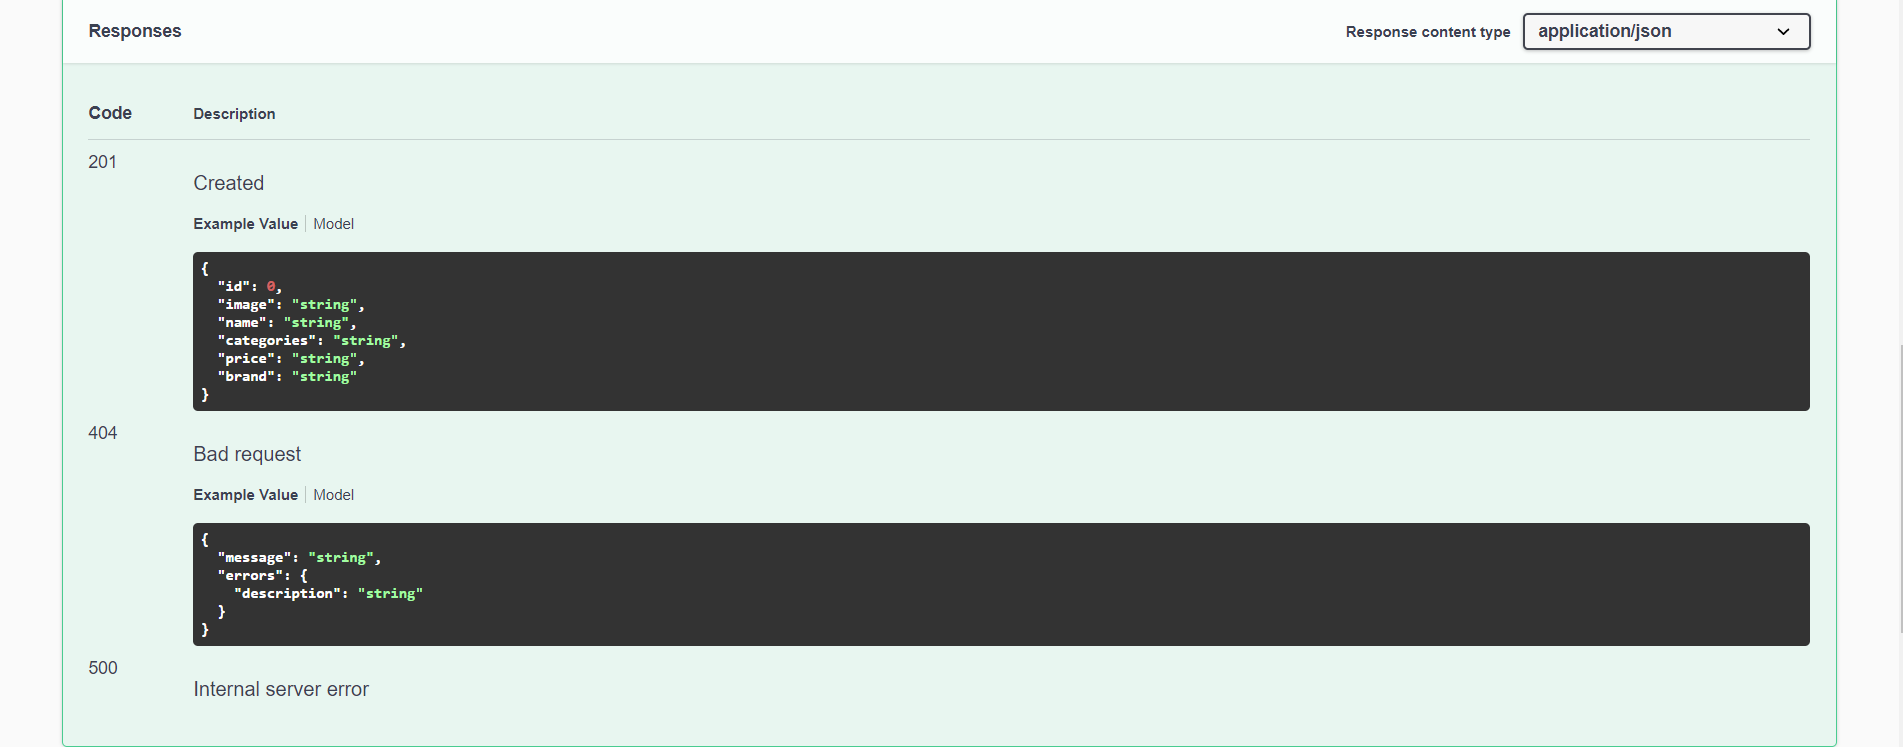 Responses
Response content type
application/json
Code
Description
201
Created
Example Value
Model
{
  "id": 0,
  "image": "string",
  "name": "string",
  "categories": "string",
  "price": "string",
  "brand": "string"
}
404
Bad request
Example Value
Model
{
  "message": "string",
  "errors": {
    "description": "string"
  }
}
500
Internal server error